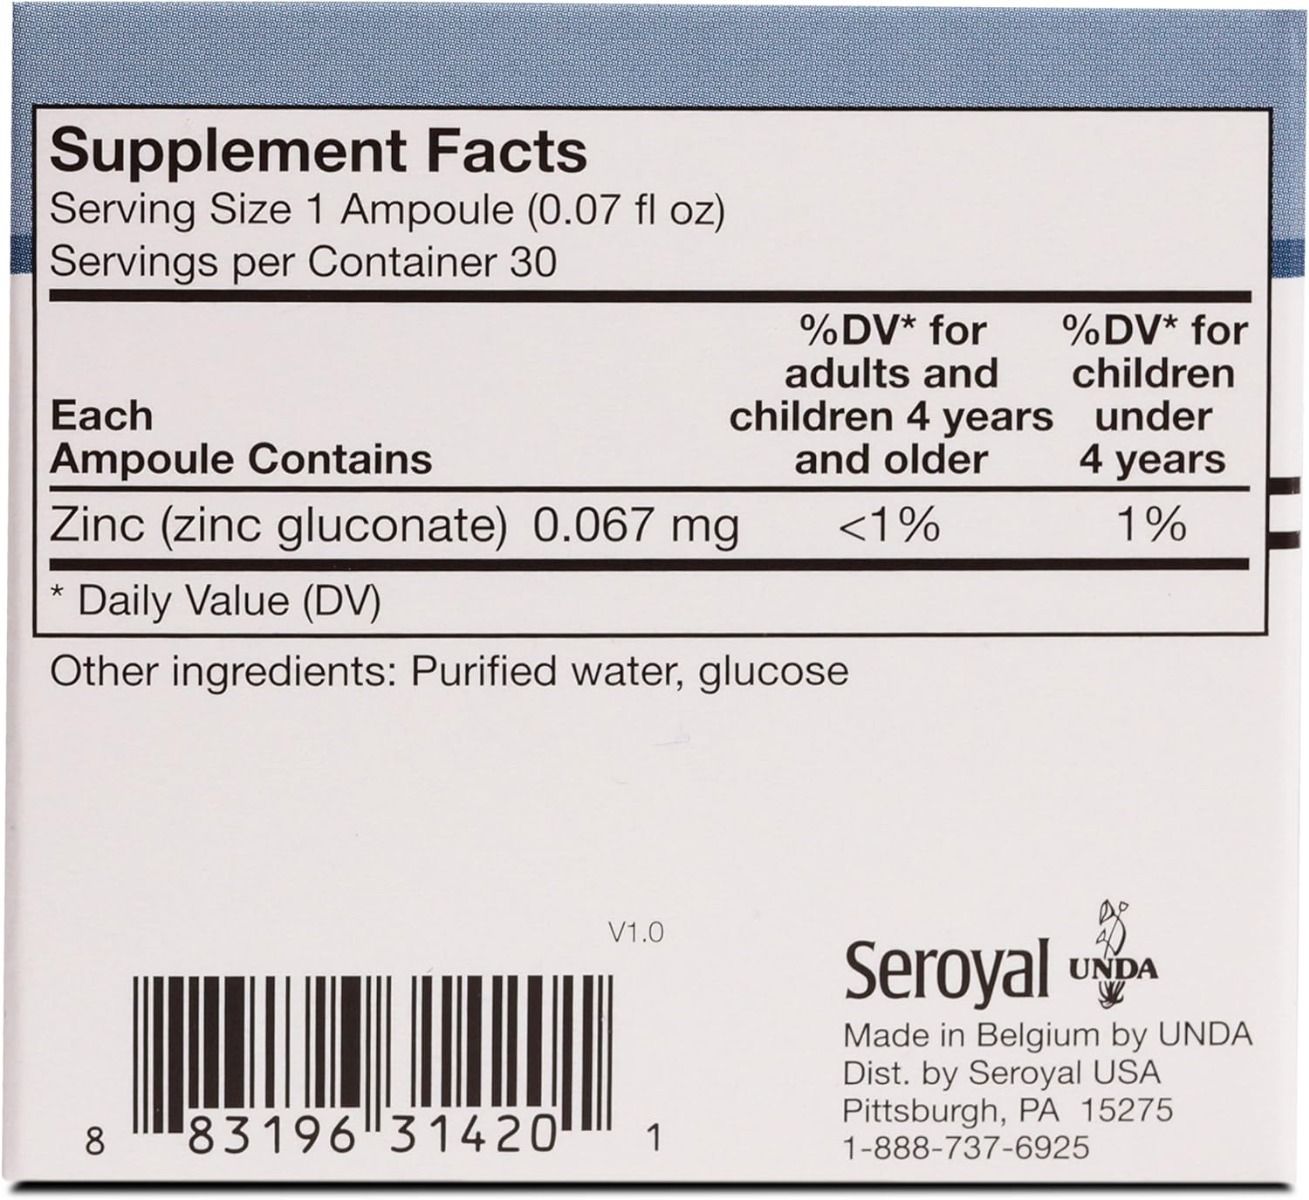 Supplement Facts
Serving Size 1 Ampoule (0.07 fl oz)
Servings per Container 30
Each
Ampoule Contains
%DV* for
adults and
children 4 years
and older
%DV* for
children
under
4 years
Zinc (zinc gluconate) 0.067 mg <1% 1%
* Daily Value (DV)
Other ingredients: Purified water, glucose
V1.0
8 83196 31420 1
Seroyal UNDA
Made in Belgium by UNDA
Dist. by Seroyal USA
Pittsburgh, PA 15275
1-888-737-6925